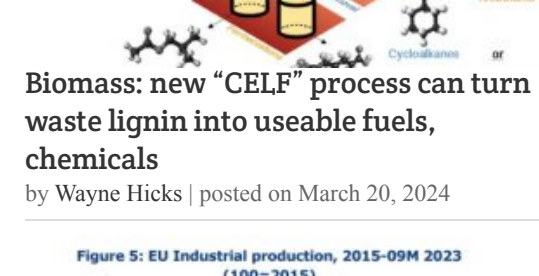 Cycloalkanes
or
Biomass: new “CELF” process can turn
waste lignin into useable fuels,
chemicals
by Wayne Hicks | posted on March 20, 2024
Figure 5: EU Industrial production, 2015-09M 2023
(100=2015)